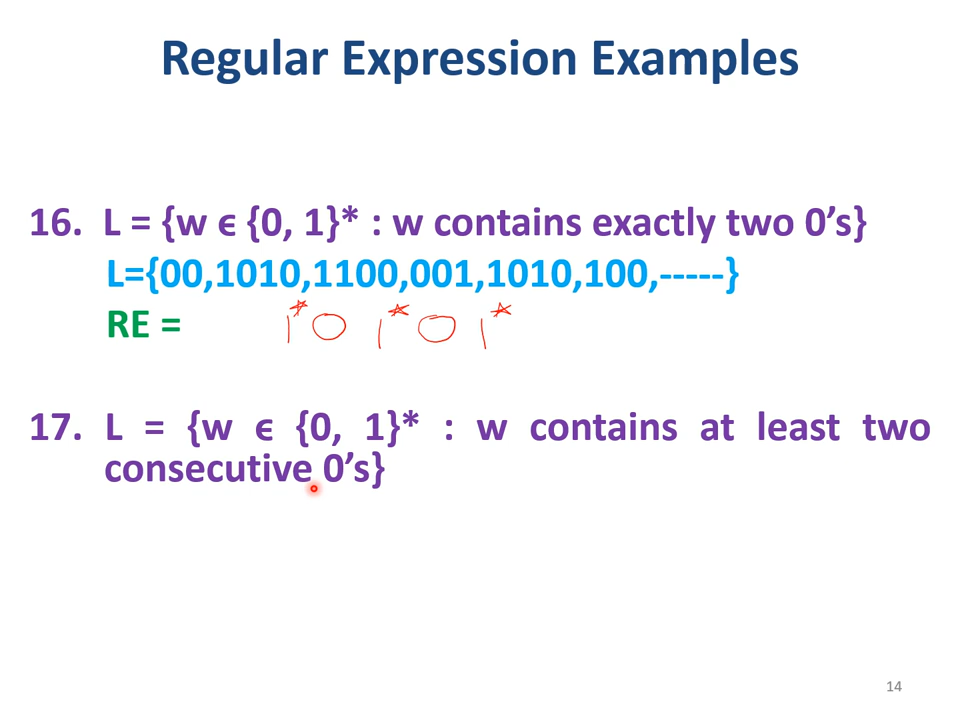 Regular Expression Examples
16. L = {w ϵ {0, 1}* : w contains exactly two 0’s}
L={00,1010,1100,001,1010,100,-----}
RE = 1* 0 1* 0 1*
17. L = {w ϵ {0, 1}* : w contains at least two
consecutive 0’s}
14